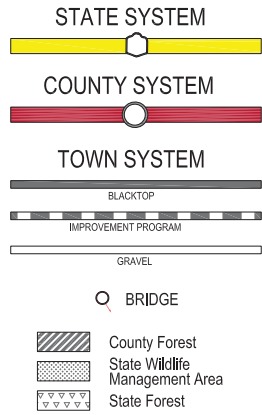 STATE SYSTEM
COUNTY SYSTEM
TOWN SYSTEM
BLACKTOP
IMPROVEMENT PROGRAM
GRAVEL
BRIDGE
County Forest
State Wildlife
Management Area
State Forest